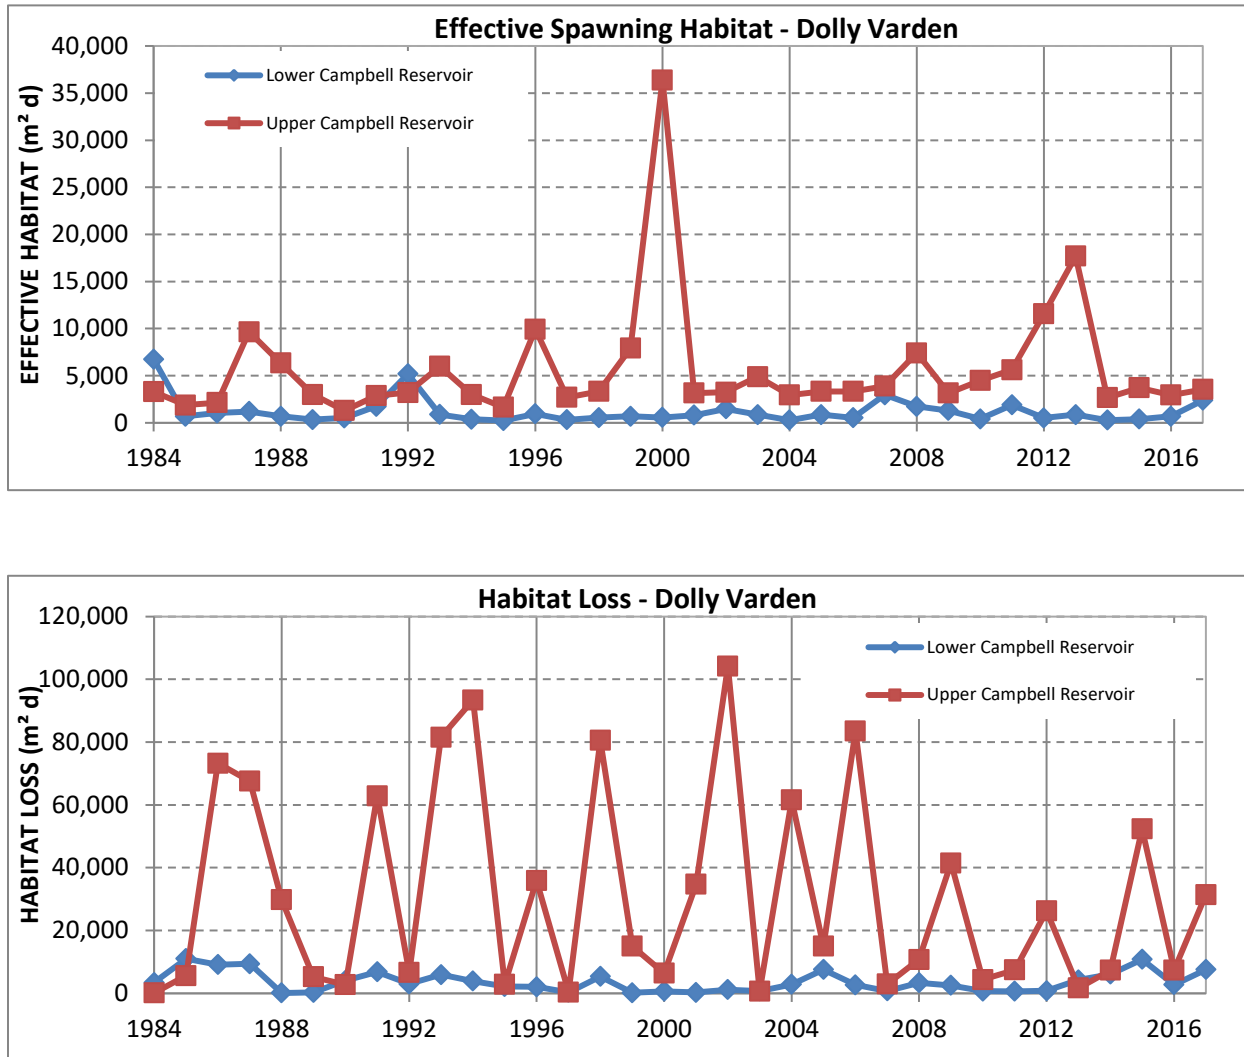 Effective Spawning Habitat - Dolly Varden
40,000
35,000
30,000
25,000
20,000
15,000
10,000
5,000
0
EFFECTIVE HABITAT (m² d)
Lower Campbell Reservoir
Upper Campbell Reservoir
1984 1988 1992 1996 2000 2004 2008 2012 2016
Habitat Loss - Dolly Varden
120,000
100,000
80,000
60,000
40,000
20,000
0
HABITAT LOSS (m² d)
Lower Campbell Reservoir
Upper Campbell Reservoir
1984 1988 1992 1996 2000 2004 2008 2012 2016